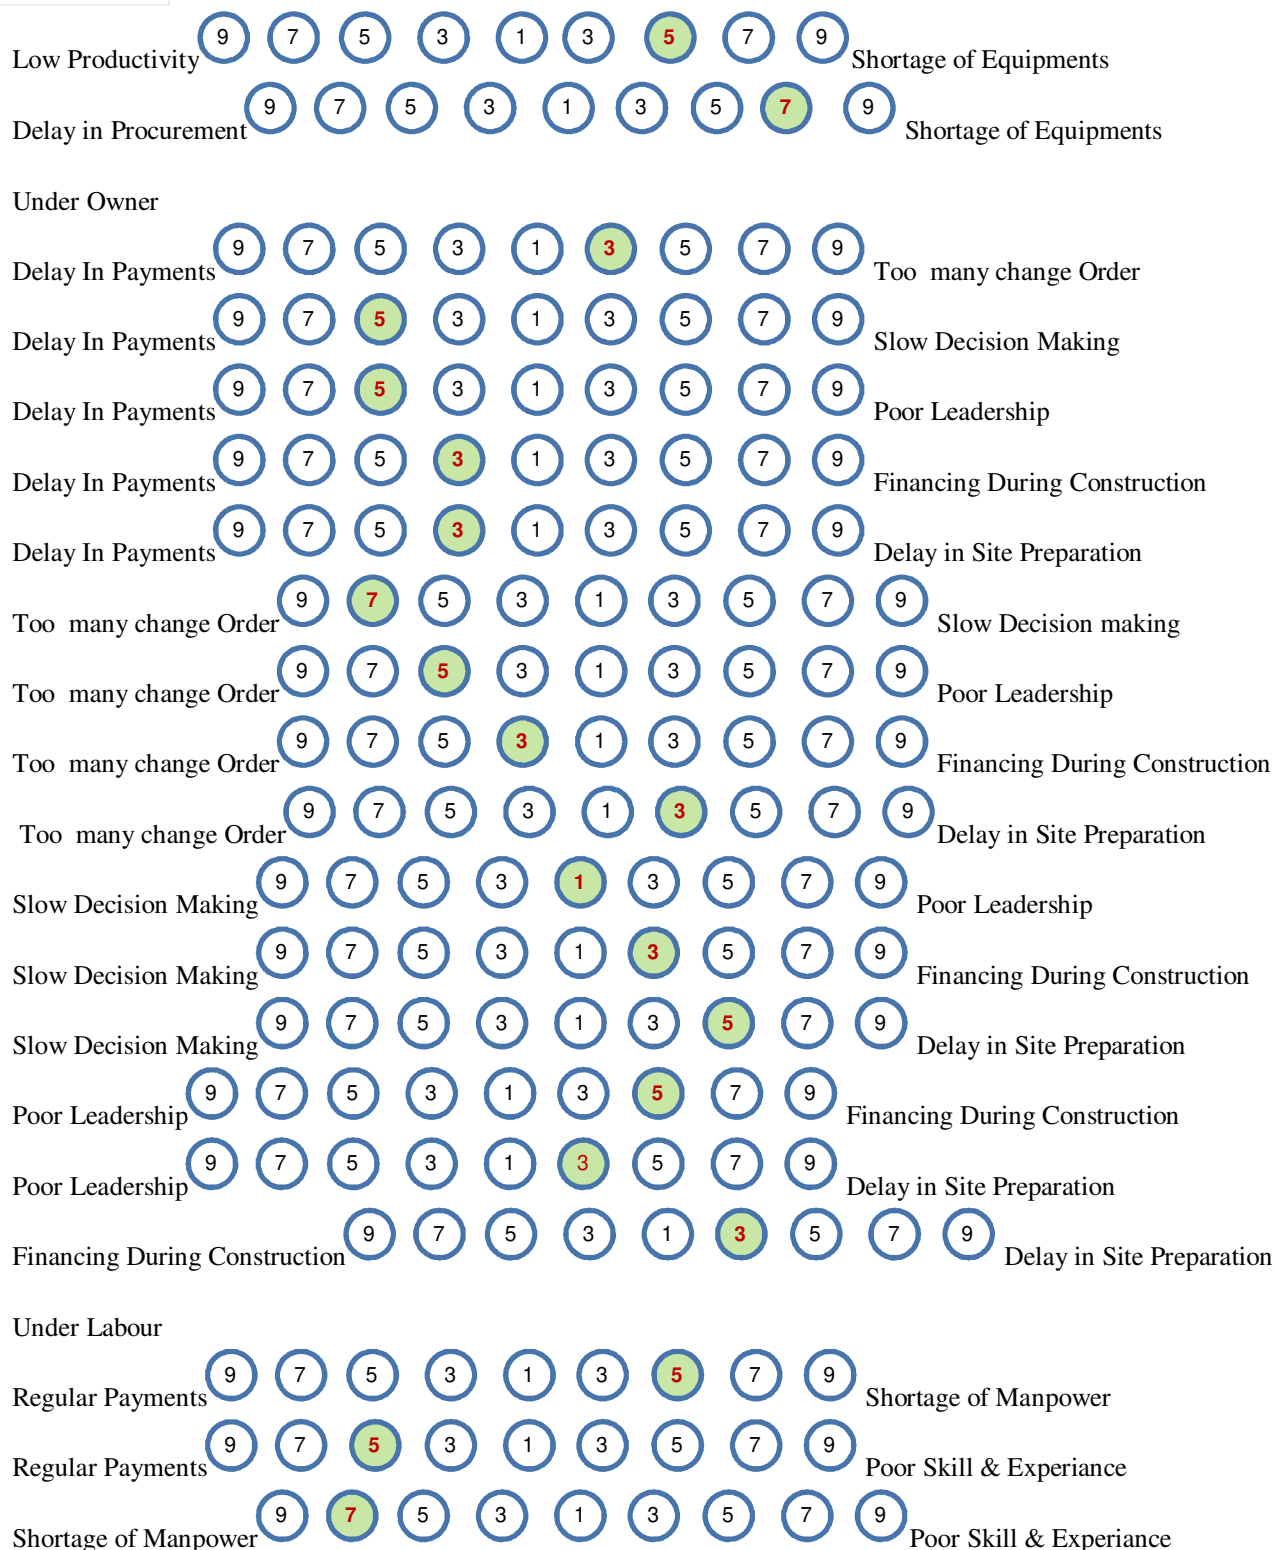 Low Productivity 9 7 5 3 1 3 5 7 9 Shortage of Equipments
Delay in Procurement 9 7 5 3 1 3 5 7 9 Shortage of Equipments
Under Owner
Delay In Payments 9 7 5 3 1 3 5 7 9 Too many change Order
Delay In Payments 9 7 5 3 1 3 5 7 9 Slow Decision Making
Delay In Payments 9 7 5 3 1 3 5 7 9 Poor Leadership
Delay In Payments 9 7 5 3 1 3 5 7 9 Financing During Construction
Delay In Payments 9 7 5 3 1 3 5 7 9 Delay in Site Preparation
Too many change Order 9 7 5 3 1 3 5 7 9 Slow Decision making
Too many change Order 9 7 5 3 1 3 5 7 9 Poor Leadership
Too many change Order 9 7 5 3 1 3 5 7 9 Financing During Construction
Too many change Order 9 7 5 3 1 3 5 7 9 Delay in Site Preparation
Slow Decision Making 9 7 5 3 1 3 5 7 9 Poor Leadership
Slow Decision Making 9 7 5 3 1 3 5 7 9 Financing During Construction
Slow Decision Making 9 7 5 3 1 3 5 7 9 Delay in Site Preparation
Poor Leadership 9 7 5 3 1 3 5 7 9 Financing During Construction
Poor Leadership 9 7 5 3 1 3 5 7 9 Delay in Site Preparation
Financing During Construction 9 7 5 3 1 3 5 7 9 Delay in Site Preparation
Under Labour
Regular Payments 9 7 5 3 1 3 5 7 9 Shortage of Manpower
Regular Payments 9 7 5 3 1 3 5 7 9 Poor Skill & Experiance
Shortage of Manpower 9 7 5 3 1 3 5 7 9 Poor Skill & Experiance